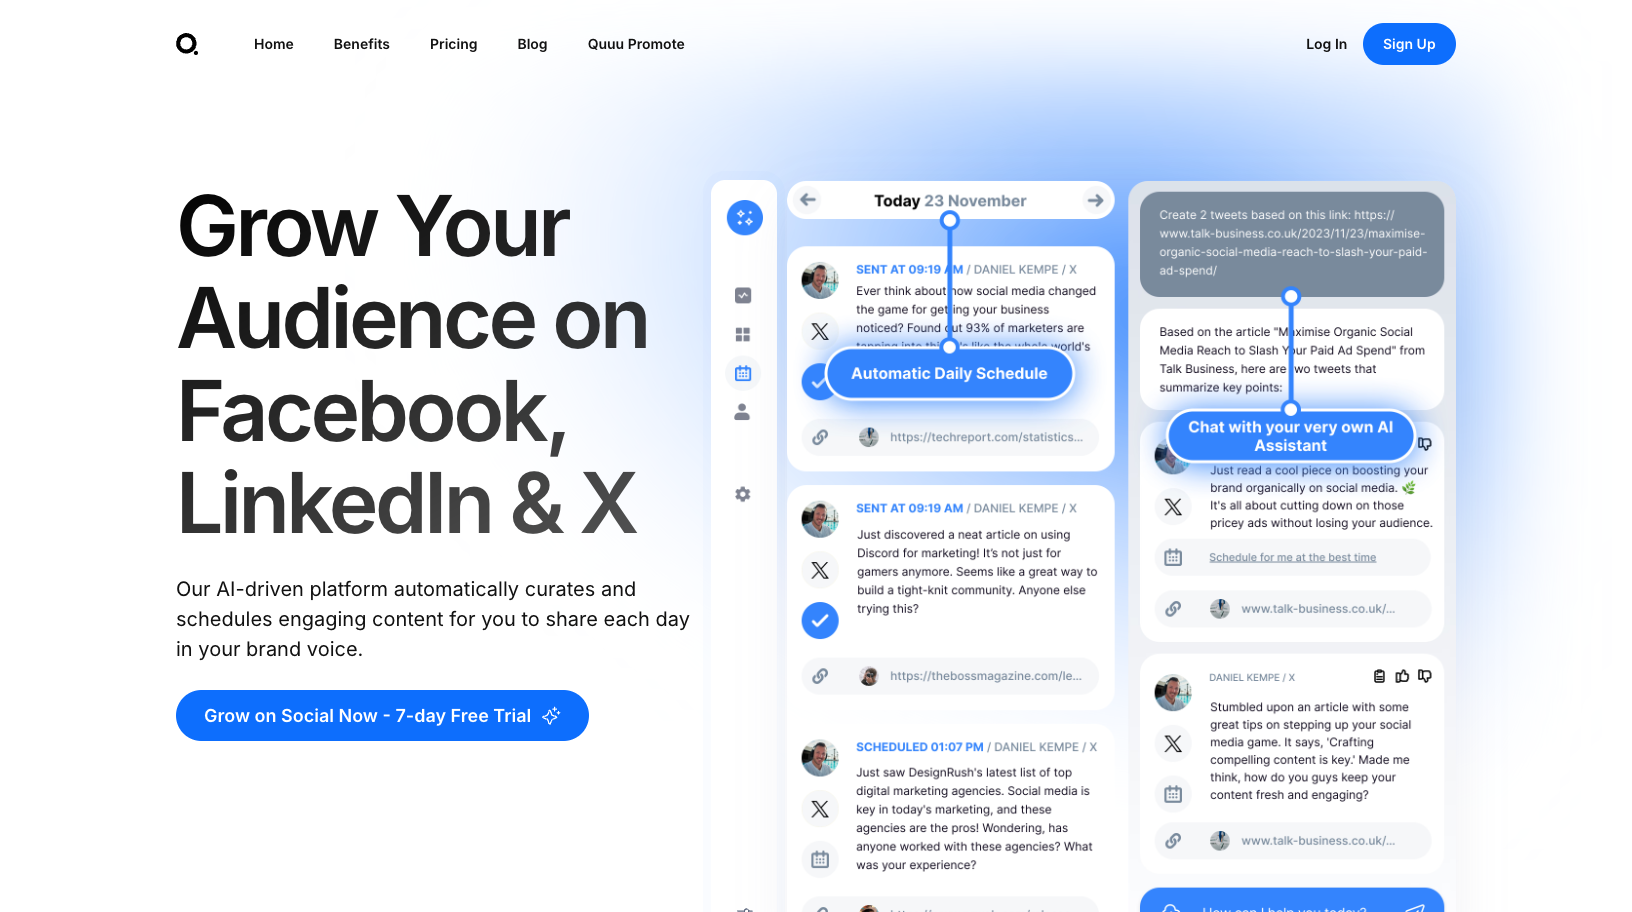 Home
Benefits
Pricing
Blog
Quuu Promote
Log In
Sign Up
Grow Your
Audience on
Facebook,
LinkedIn & X
Our AI-driven platform automatically curates and
schedules engaging content for you to share each day
in your brand voice.
Grow on Social Now - 7-day Free Trial
Today 23 November
SENT AT 09:19 AM / DANIEL KEMPE / X
Ever think about how social media changed
the game for getting your business
noticed? Found out 93% of marketers are
like the whole world's
Automatic Daily Schedule
https://techreport.com/statistics...
SENT AT 09:19 AM / DANIEL KEMPE / X
Just discovered a neat article on using
Discord for marketing! It's not just for
gamers anymore. Seems like a great way to
build a tight-knit community. Anyone else
trying this?
https://thebossmagazine.com/le...
SCHEDULED 01:07 PM / DANIEL KEMPE / X
Just saw DesignRush's latest list of top
digital marketing agencies. Social media is
key in today's marketing, and these
agencies are the pros! Wondering, has
anyone worked with these agencies? What
was your experience?
Create 2 tweets based on this link: https://
www.talk-business.co.uk/2023/11/23/maximise-
organic-social-media-reach-to-slash-your-paid-
ad-spend/
Based on the article "Maximise Organic Social
Media Reach to Slash Your Paid Ad Spend" from
Talk Business, here are two tweets that
summarize key points:
Chat with your very own AI
Assistant
Just read a cool piece on boosting your
brand organically on social media. 🌿
It's all about cutting down on those
pricey ads without losing your audience.
Schedule for me at the best time
www.talk-business.co.uk/...
DANIEL KEMPE / X
Stumbled upon an article with some
great tips on stepping up your social
media game. It says, 'Crafting
compelling content is key.' Made me
think, how do you guys keep your
content fresh and engaging?
www.talk-business.co.uk/...
How can I help you today?